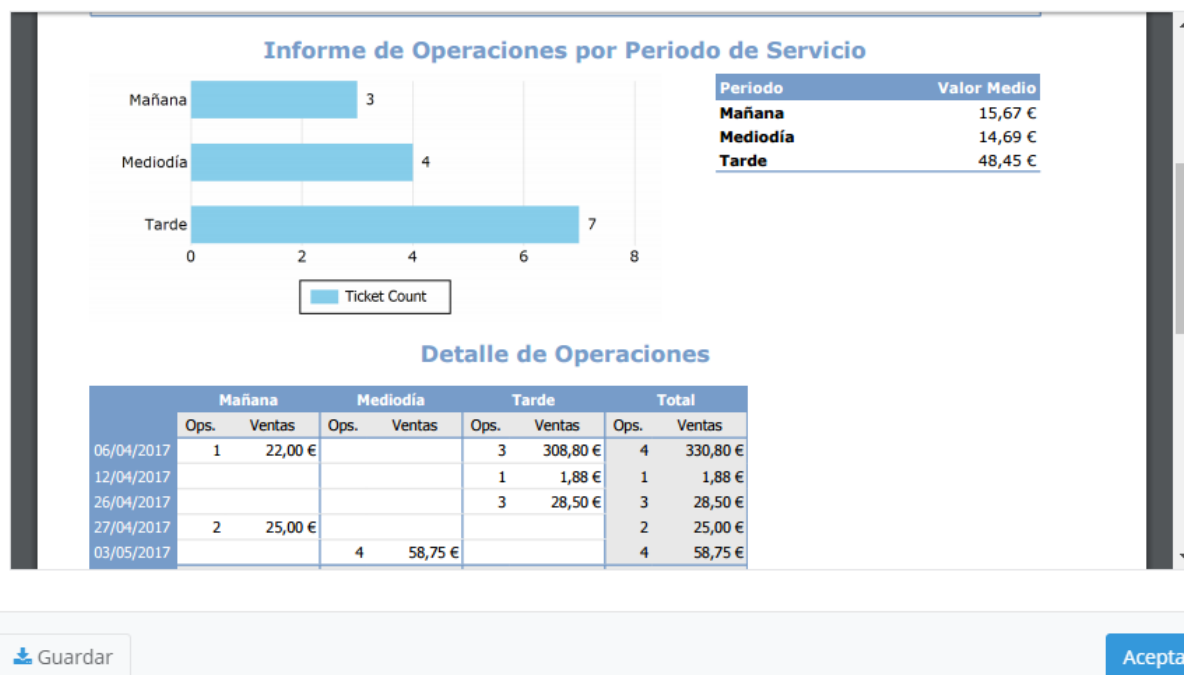 Informe de Operaciones por Periodo de Servicio
Mañana 3
Mediodía 4
Tarde 7
0 2 4 6 8
Ticket Count
Periodo Valor Medio
Mañana 15,67 €
Mediodía 14,69 €
Tarde 48,45 €
Detalle de Operaciones
Mañana Mediodía Tarde Total
Ops. Ventas Ops. Ventas Ops. Ventas Ops. Ventas
06/04/2017 1 22,00 € 3 308,80 € 4 330,80 €
12/04/2017 1 1,88 € 1 1,88 €
26/04/2017 3 28,50 € 3 28,50 €
27/04/2017 2 25,00 € 2 25,00 €
03/05/2017 4 58,75 € 4 58,75 €
Guardar
Acepta